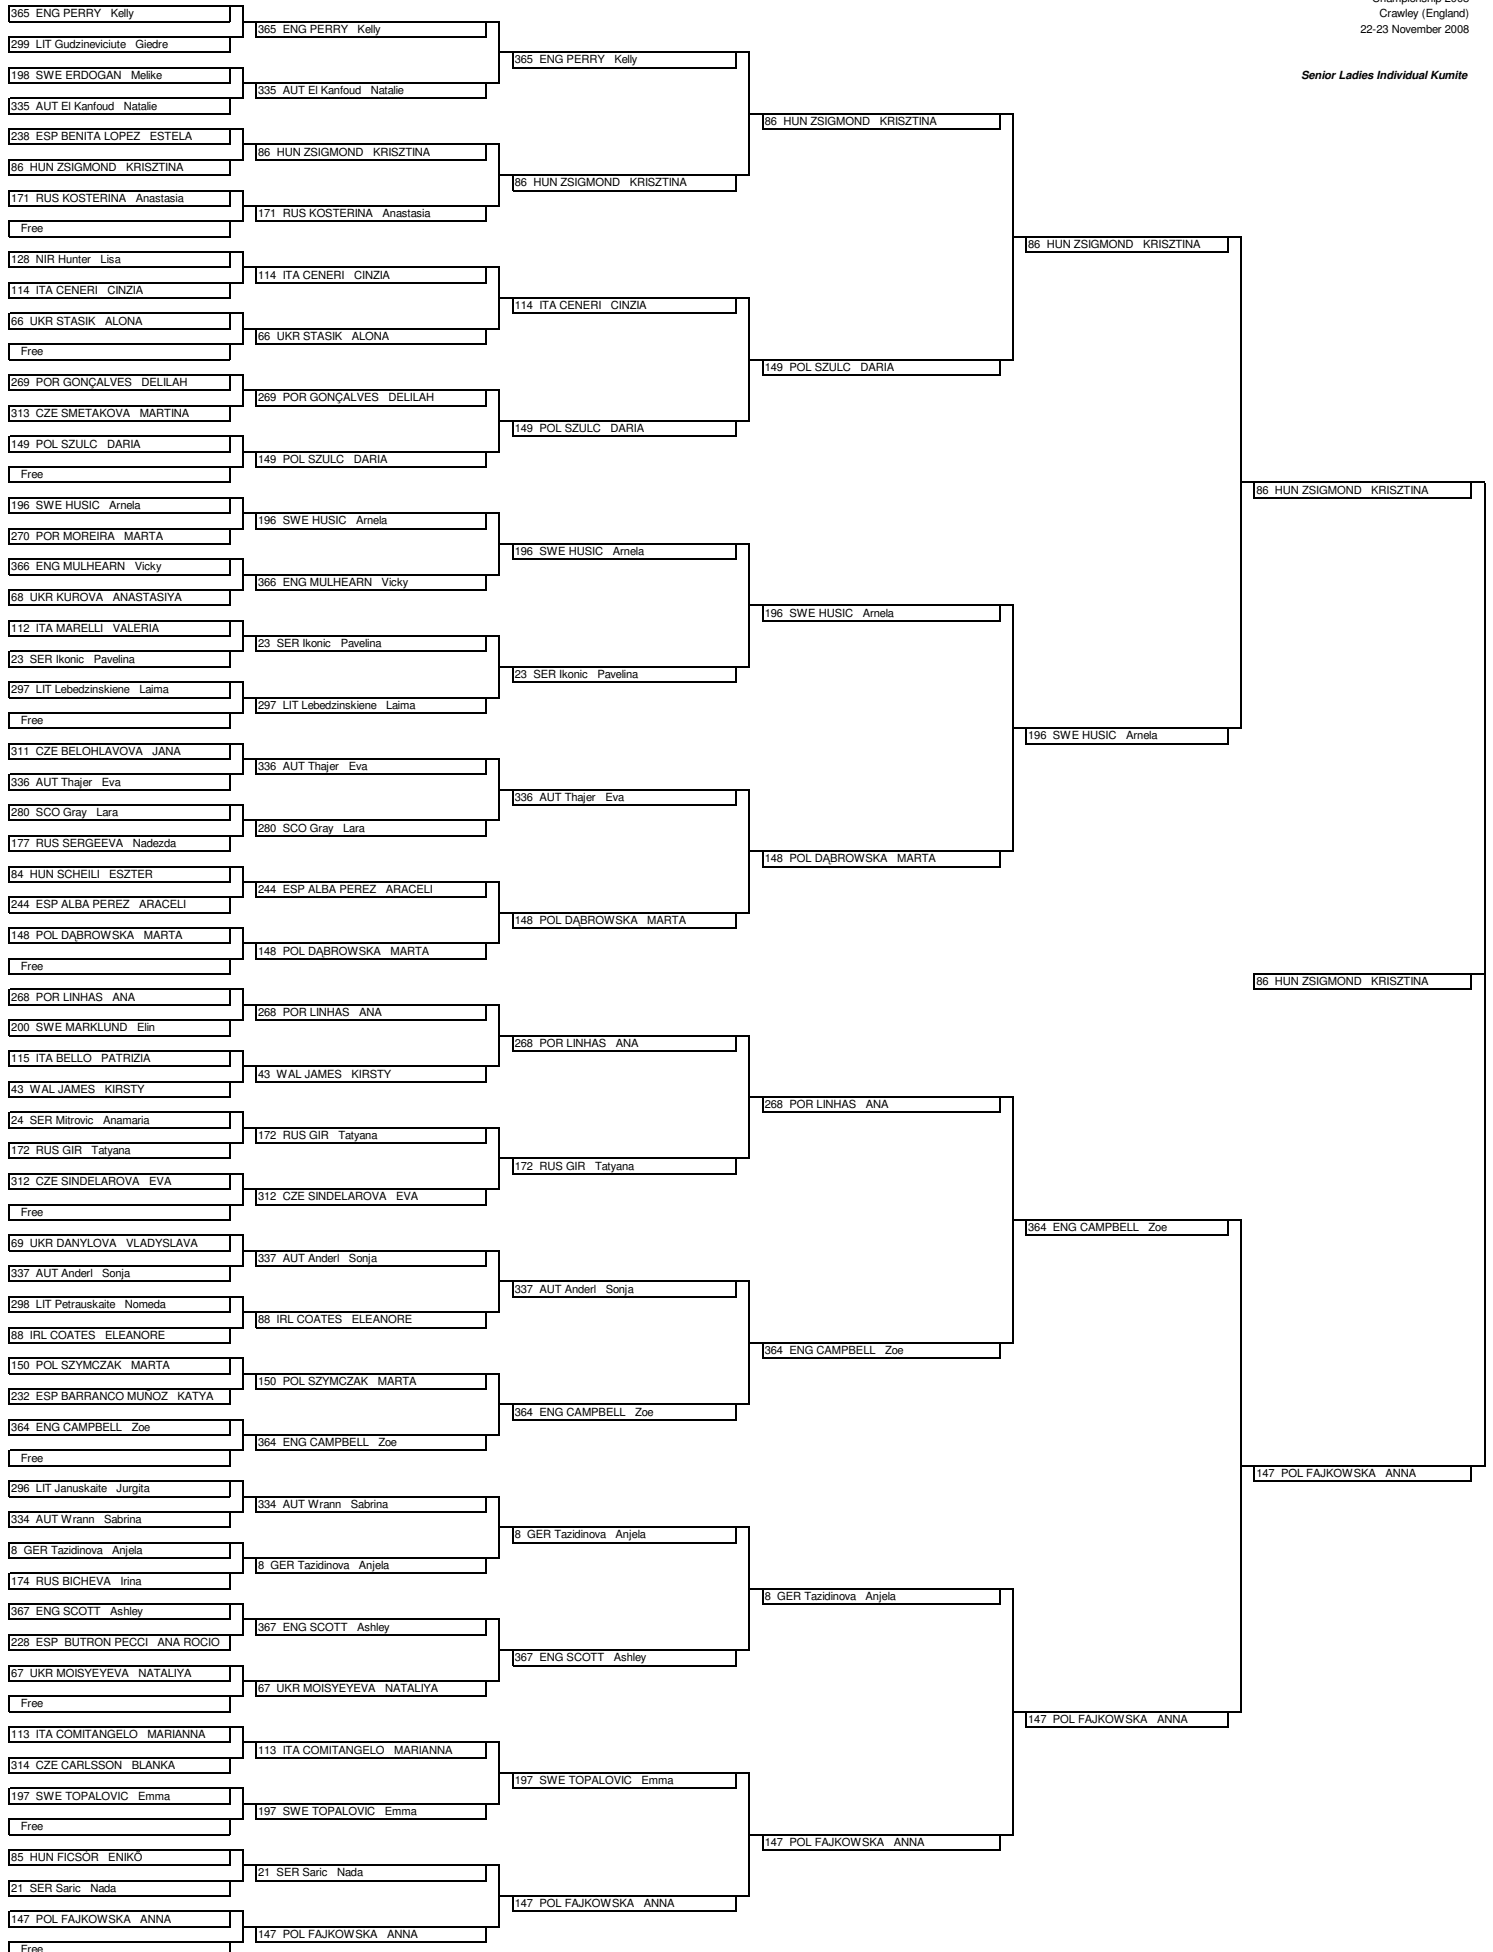 Crawley (England)
22-23 November 2008
Senior Ladies Individual Kumite
365 ENG PERRY Kelly
299 LIT Gudzineviciute Giedre
198 SWE ERDOGAN Melike
335 AUT El Kanfoud Natalie
238 ESP BENITA LOPEZ ESTELA
86 HUN ZSIGMOND KRISZTINA
171 RUS KOSTERINA Anastasia
Free
128 NIR Hunter Lisa
114 ITA CENERI CINZIA
66 UKR STASIK ALONA
Free
269 POR GONÇALVES DELILAH
313 CZE SMETAKOVA MARTINA
149 POL SZULC DARIA
Free
196 SWE HUSIC Arnela
270 POR MOREIRA MARTA
366 ENG MULHEARN Vicky
68 UKR KUROVA ANASTASIYA
112 ITA MARELLI VALERIA
23 SER Ikonic Pavelina
297 LIT Lebedzinskiene Laima
Free
311 CZE BELOHLAVOVA JANA
336 AUT Thajer Eva
280 SCO Gray Lara
177 RUS SERGEEVA Nadezda
84 HUN SCHEILI ESZTER
244 ESP ALBA PEREZ ARACELI
148 POL DĄBROWSKA MARTA
Free
268 POR LINHAS ANA
200 SWE MARKLUND Elin
115 ITA BELLO PATRIZIA
43 WAL JAMES KIRSTY
24 SER Mitrovic Anamaria
172 RUS GIR Tatyana
312 CZE SINDELAROVA EVA
Free
69 UKR DANYLOVA VLADYSLAVA
337 AUT Anderl Sonja
298 LIT Petrauskaite Nomeda
88 IRL COATES ELEANORE
150 POL SZYMCZAK MARTA
232 ESP BARRANCO MUÑOZ KATYA
364 ENG CAMPBELL Zoe
Free
296 LIT Januskaite Jurgita
334 AUT Wrann Sabrina
8 GER Tazidinova Anjela
174 RUS BICHEVA Irina
367 ENG SCOTT Ashley
228 ESP BUTRON PECCI ANA ROCIO
67 UKR MOISYEYEVA NATALIYA
Free
113 ITA COMITANGELO MARIANNA
314 CZE CARLSSON BLANKA
197 SWE TOPALOVIC Emma
Free
85 HUN FICSÓR ENIKŐ
21 SER Saric Nada
147 POL FAJKOWSKA ANNA
Free
365 ENG PERRY Kelly
335 AUT El Kanfoud Natalie
86 HUN ZSIGMOND KRISZTINA
171 RUS KOSTERINA Anastasia
114 ITA CENERI CINZIA
66 UKR STASIK ALONA
269 POR GONÇALVES DELILAH
149 POL SZULC DARIA
196 SWE HUSIC Arnela
366 ENG MULHEARN Vicky
23 SER Ikonic Pavelina
297 LIT Lebedzinskiene Laima
336 AUT Thajer Eva
280 SCO Gray Lara
244 ESP ALBA PEREZ ARACELI
148 POL DĄBROWSKA MARTA
268 POR LINHAS ANA
43 WAL JAMES KIRSTY
172 RUS GIR Tatyana
312 CZE SINDELAROVA EVA
337 AUT Anderl Sonja
88 IRL COATES ELEANORE
150 POL SZYMCZAK MARTA
364 ENG CAMPBELL Zoe
334 AUT Wrann Sabrina
8 GER Tazidinova Anjela
367 ENG SCOTT Ashley
67 UKR MOISYEYEVA NATALIYA
113 ITA COMITANGELO MARIANNA
197 SWE TOPALOVIC Emma
21 SER Saric Nada
147 POL FAJKOWSKA ANNA
365 ENG PERRY Kelly
86 HUN ZSIGMOND KRISZTINA
114 ITA CENERI CINZIA
149 POL SZULC DARIA
196 SWE HUSIC Arnela
23 SER Ikonic Pavelina
336 AUT Thajer Eva
148 POL DĄBROWSKA MARTA
268 POR LINHAS ANA
172 RUS GIR Tatyana
337 AUT Anderl Sonja
364 ENG CAMPBELL Zoe
8 GER Tazidinova Anjela
367 ENG SCOTT Ashley
197 SWE TOPALOVIC Emma
147 POL FAJKOWSKA ANNA
86 HUN ZSIGMOND KRISZTINA
149 POL SZULC DARIA
196 SWE HUSIC Arnela
148 POL DĄBROWSKA MARTA
268 POR LINHAS ANA
364 ENG CAMPBELL Zoe
8 GER Tazidinova Anjela
147 POL FAJKOWSKA ANNA
86 HUN ZSIGMOND KRISZTINA
196 SWE HUSIC Arnela
364 ENG CAMPBELL Zoe
147 POL FAJKOWSKA ANNA
86 HUN ZSIGMOND KRISZTINA
86 HUN ZSIGMOND KRISZTINA
147 POL FAJKOWSKA ANNA